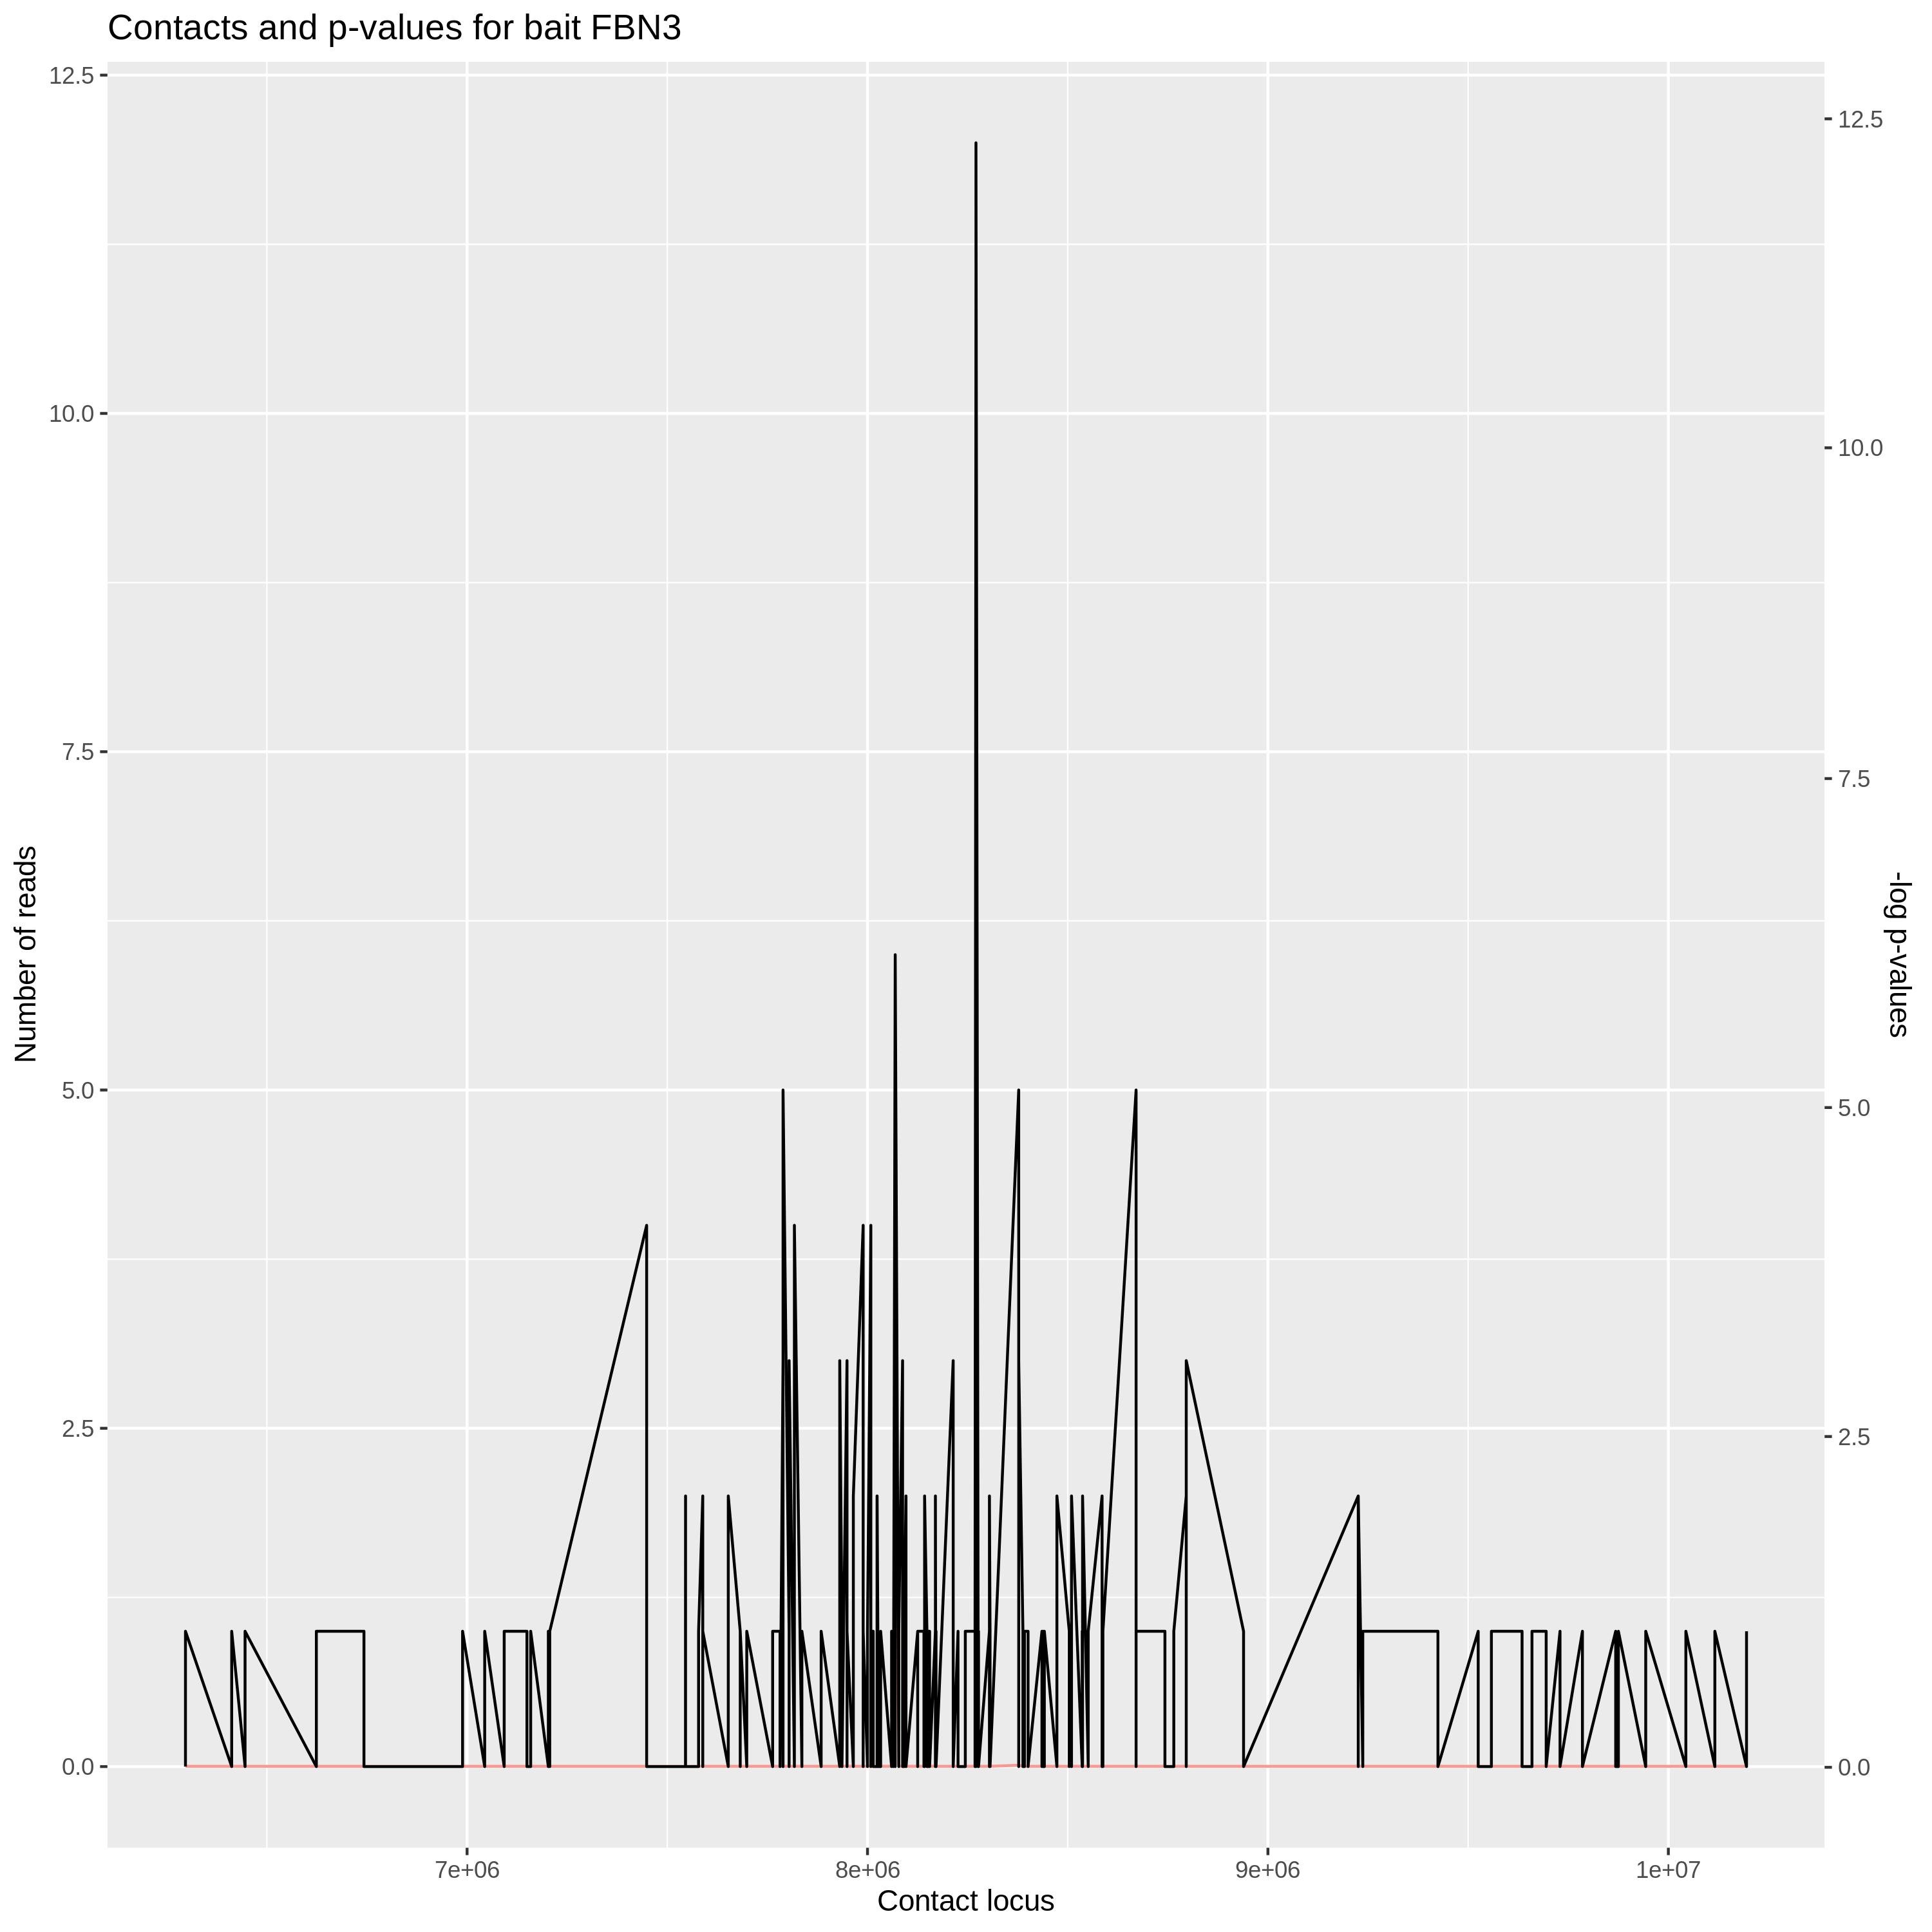 Contacts and p-values for bait FBN3
12.5
10.0
7.5
5.0
2.5
0.0
Number of reads
12.5
10.0
7.5
5.0
2.5
0.0
-log p-values
7e+06 8e+06 9e+06 1e+07
Contact locus